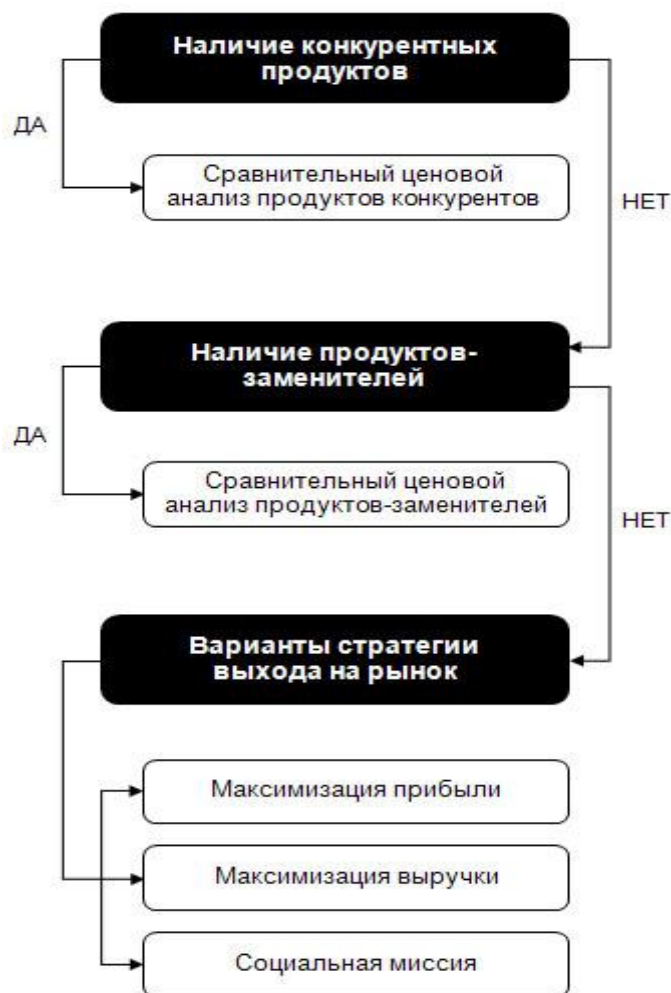 Наличие конкурентных
продуктов
ДА
Сравнительный ценовой
анализ продуктов конкурентов
НЕТ
Наличие продуктов-
заменителей
ДА
Сравнительный ценовой
анализ продуктов-заменителей
НЕТ
Варианты стратегии
выхода на рынок
Максимизация прибыли
Максимизация выручки
Социальная миссия